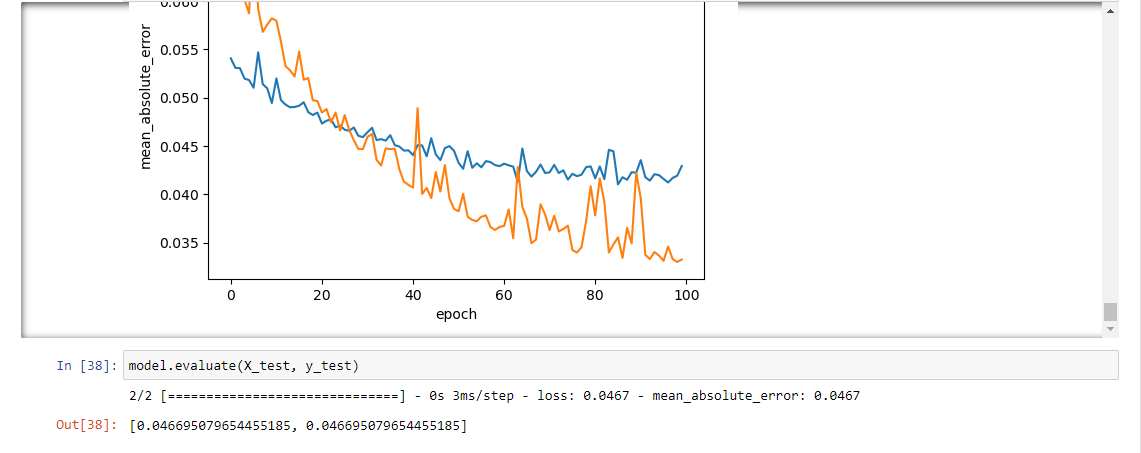 0.060
0.055
0.050
0.045
0.040
0.035
mean_absolute_error
0 20 40 60 80 100
epoch
In [38]: model.evaluate(X_test, y_test)
2/2 [==============================] - 0s 3ms/step - loss: 0.0467 - mean_absolute_error: 0.0467
Out[38]: [0.046695079654455185, 0.046695079654455185]